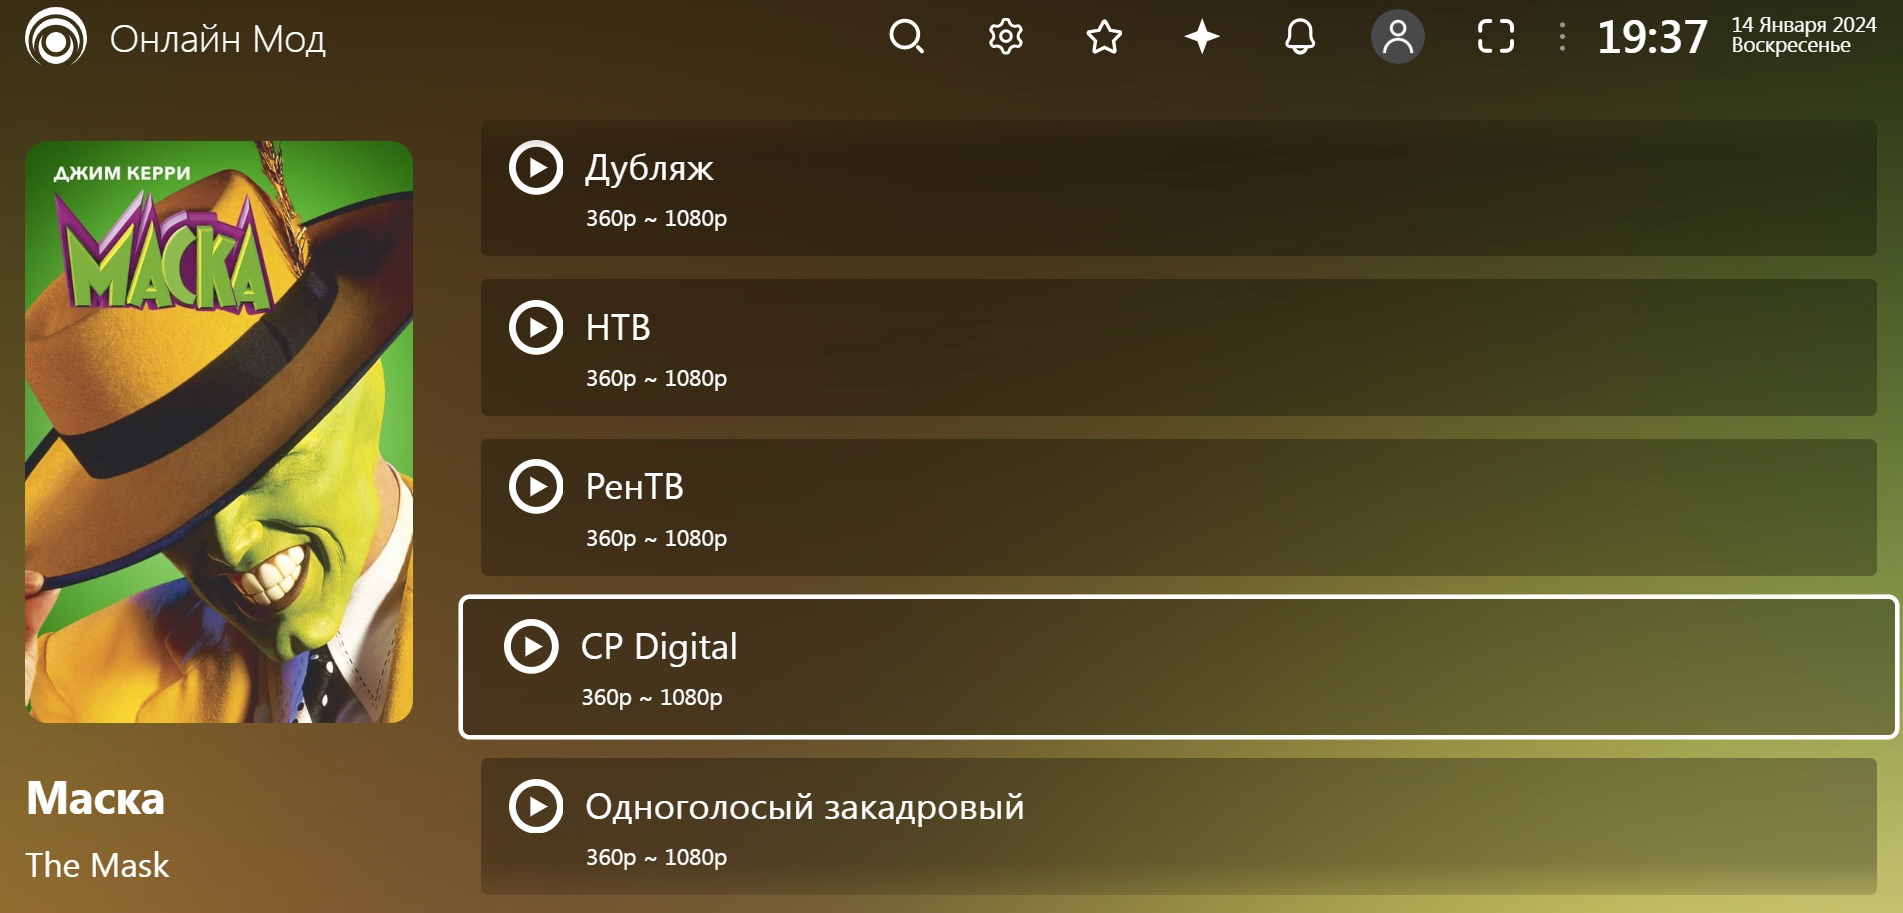 Онлайн Мод
19:37
14 Января 2024
Воскресенье
ДЖИМ КЕРРИ
МАСКА
Маска
The Mask
Дубляж
360p ~ 1080p
НТВ
360p ~ 1080p
РенТВ
360p ~ 1080p
CP Digital
360p ~ 1080p
Одноголосый закадровый
360p ~ 1080p